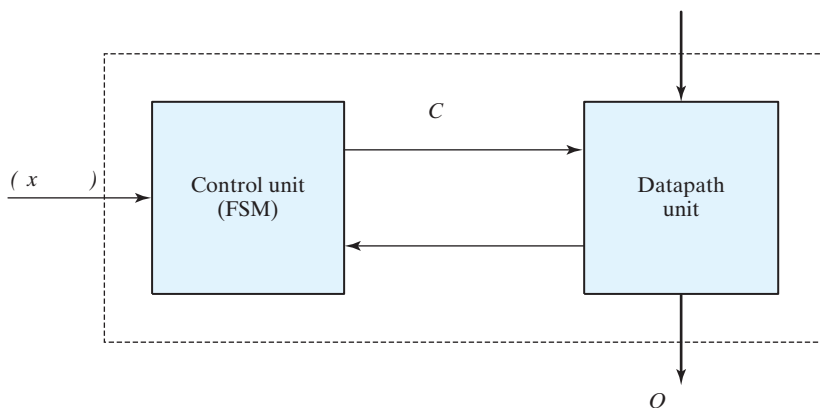 C
( x )
Control unit
(FSM)
Datapath
unit
O